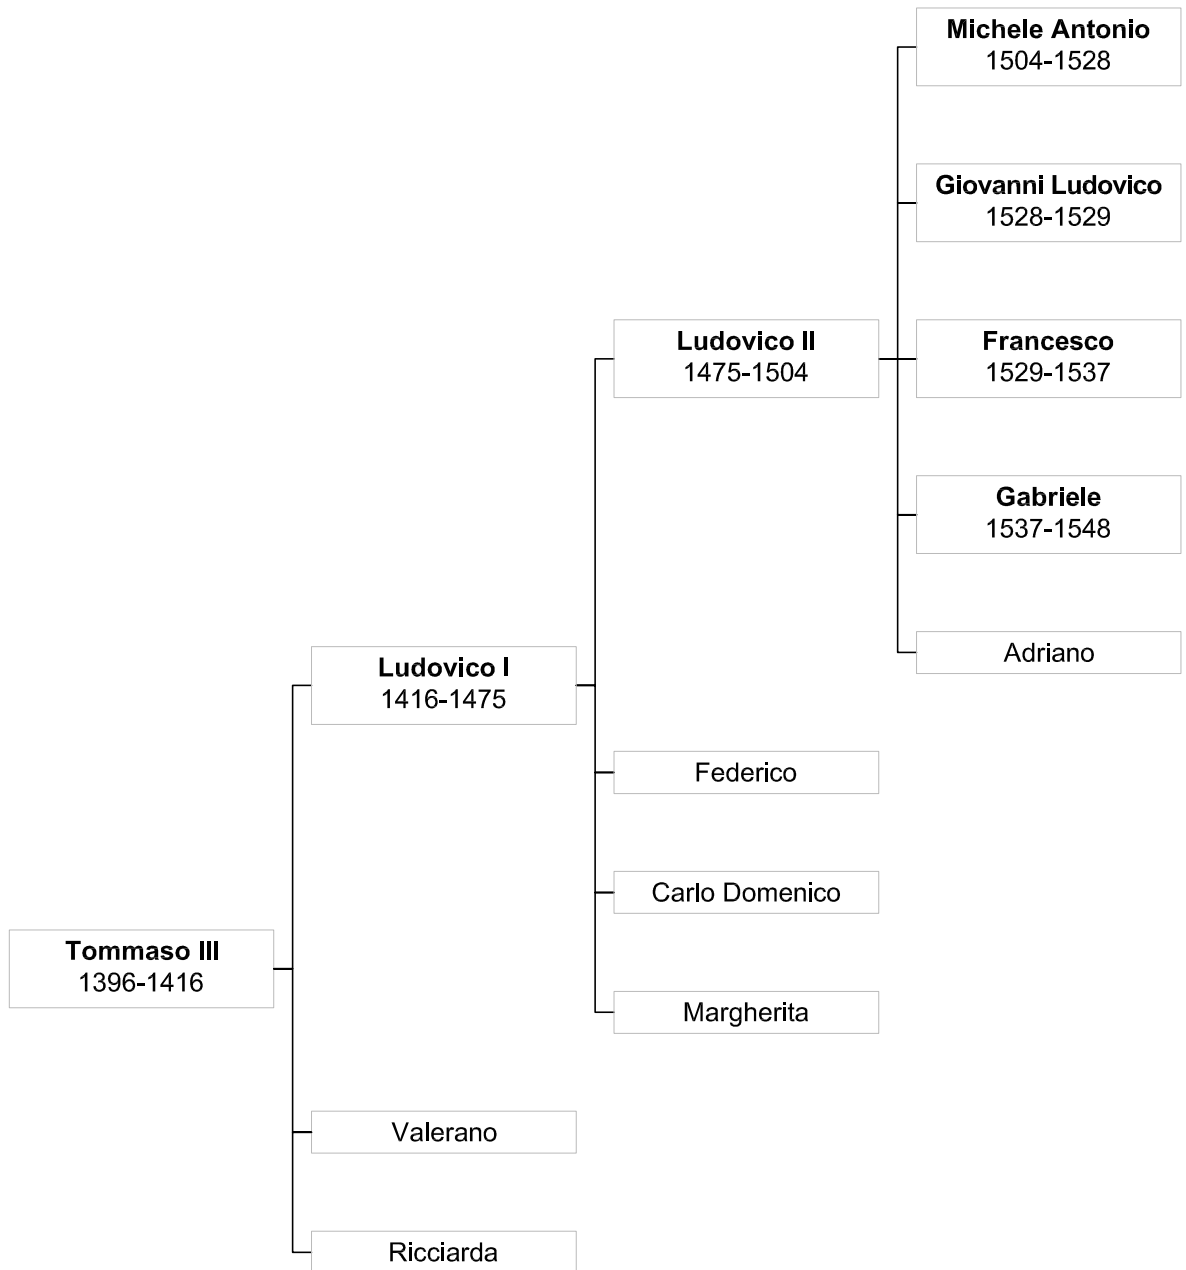 Michele Antonio
1504-1528
Giovanni Ludovico
1528-1529
Ludovico II
1475-1504
Francesco
1529-1537
Gabriele
1537-1548
Adriano
Ludovico I
1416-1475
Federico
Carlo Domenico
Tommaso III
1396-1416
Margherita
Valerano
Ricciarda